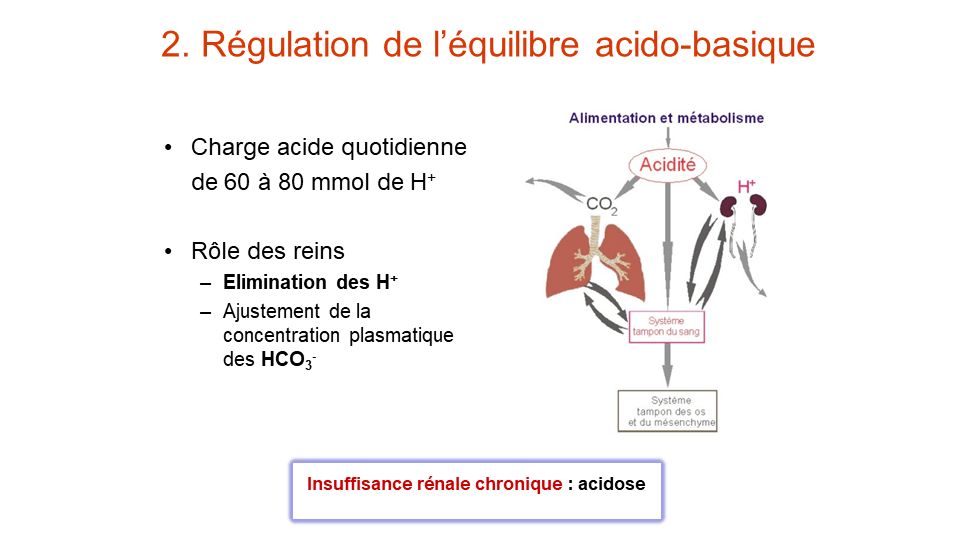 2. Régulation de l’équilibre acido-basique
• Charge acide quotidienne
de 60 à 80 mmol de H⁺
• Rôle des reins
– Elimination des H⁺
– Ajustement de la
concentration plasmatique
des HCO₃⁻
Alimentation et métabolisme
Acidité
CO₂
H⁺
Système
tampon du sang
Système
tampon des os
et du mésenchyme
Insuffisance rénale chronique : acidose